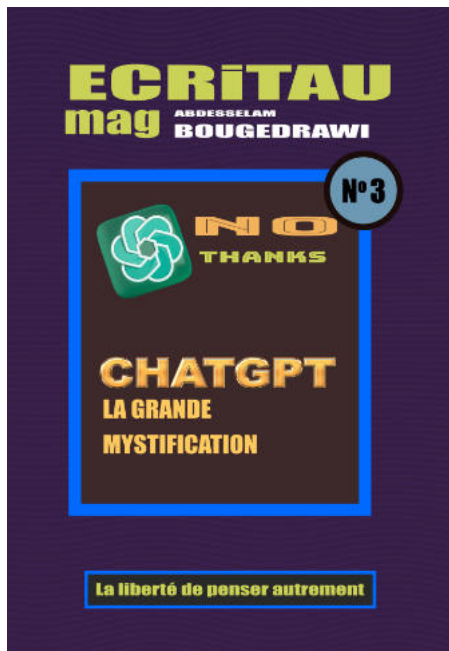 ECRiTAU
mag ABDESSELAM
BOUGEDRAWI
Nº3
NO
THANKS
CHATGPT
LA GRANDE
MYSTIFICATION
La liberté de penser autrement